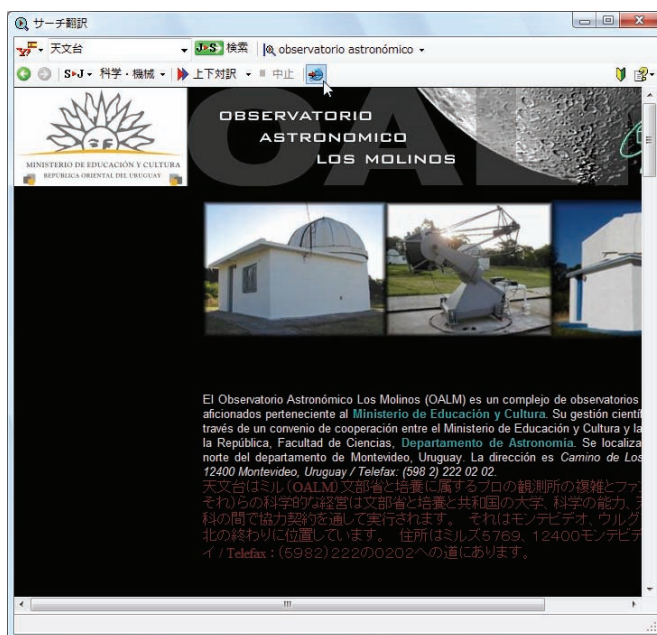 サーチ翻訳
天文台
J▸S 検索
observatorio astronómico
S▸J
科学・機械
上下対訳
中止
OALM
OBSERVATORIO
ASTRONOMICO
LOS MOLINOS
MINISTERIO DE EDUCACIÓN Y CULTURA
REPUBLICA ORIENTAL DEL URUGUAY
El Observatorio Astronómico Los Molinos (OALM) es un complejo de observatorios
aficionados perteneciente al Ministerio de Educación y Cultura. Su gestión científ
través de un convenio de cooperación entre el Ministerio de Educación y Cultura y la
la República, Facultad de Ciencias, Departamento de Astronomía. Se localiza
norte del departamento de Montevideo, Uruguay. La dirección es Camino de Los
12400 Montevideo, Uruguay / Telefax: (598 2) 222 02 02.
天文台はミル(OALM)文部省と培養に属するプロの観測所の複雑とファ
それ)らの科学的な経営は文部省と培養と共和国の大学、科学の能力、天
科の間で協力契約を通して実行されます。 それはモンテビデオ、ウルグ
北の終わりに位置しています。 住所はミルズ5769、12400モンテビデ
イ / Telefax : (5982)222の0202への道にあります。